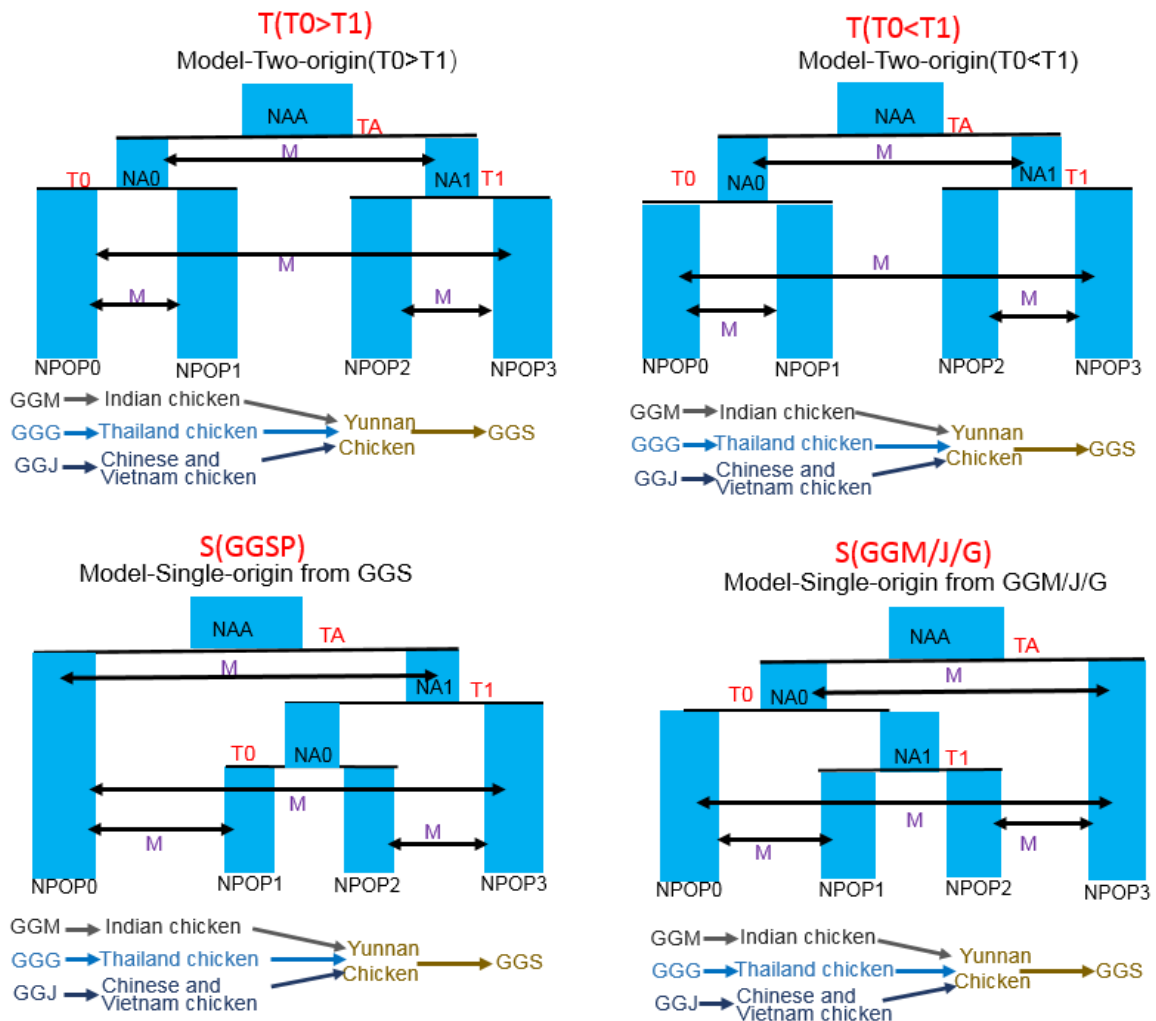 T(T0>T1)
Model-Two-origin(T0>T1)
NAA
TA
M
T0
NA0
NA1
T1
M
M
M
NPOP0
NPOP1
NPOP2
NPOP3
GGM
Indian chicken
GGG
Thailand chicken
Yunnan
Chicken
GGS
GGJ
Chinese and
Vietnam chicken
T(T0<T1)
Model-Two-origin(T0<T1)
NAA
TA
M
T0
NA0
NA1
T1
M
M
M
NPOP0
NPOP1
NPOP2
NPOP3
GGM
Indian chicken
GGG
Thailand chicken
Yunnan
Chicken
GGS
GGJ
Chinese and
Vietnam chicken
S(GGSP)
Model-Single-origin from GGS
NAA
TA
M
NA1
T1
T0
NA0
M
M
M
NPOP0
NPOP1
NPOP2
NPOP3
GGM
Indian chicken
GGG
Thailand chicken
Yunnan
Chicken
GGS
GGJ
Chinese and
Vietnam chicken
S(GGM/J/G)
Model-Single-origin from GGM/J/G
NAA
TA
M
T0
NA0
NA1
T1
M
M
M
NPOP0
NPOP1
NPOP2
NPOP3
GGM
Indian chicken
GGG
Thailand chicken
Yunnan
Chicken
GGS
GGJ
Chinese and
Vietnam chicken